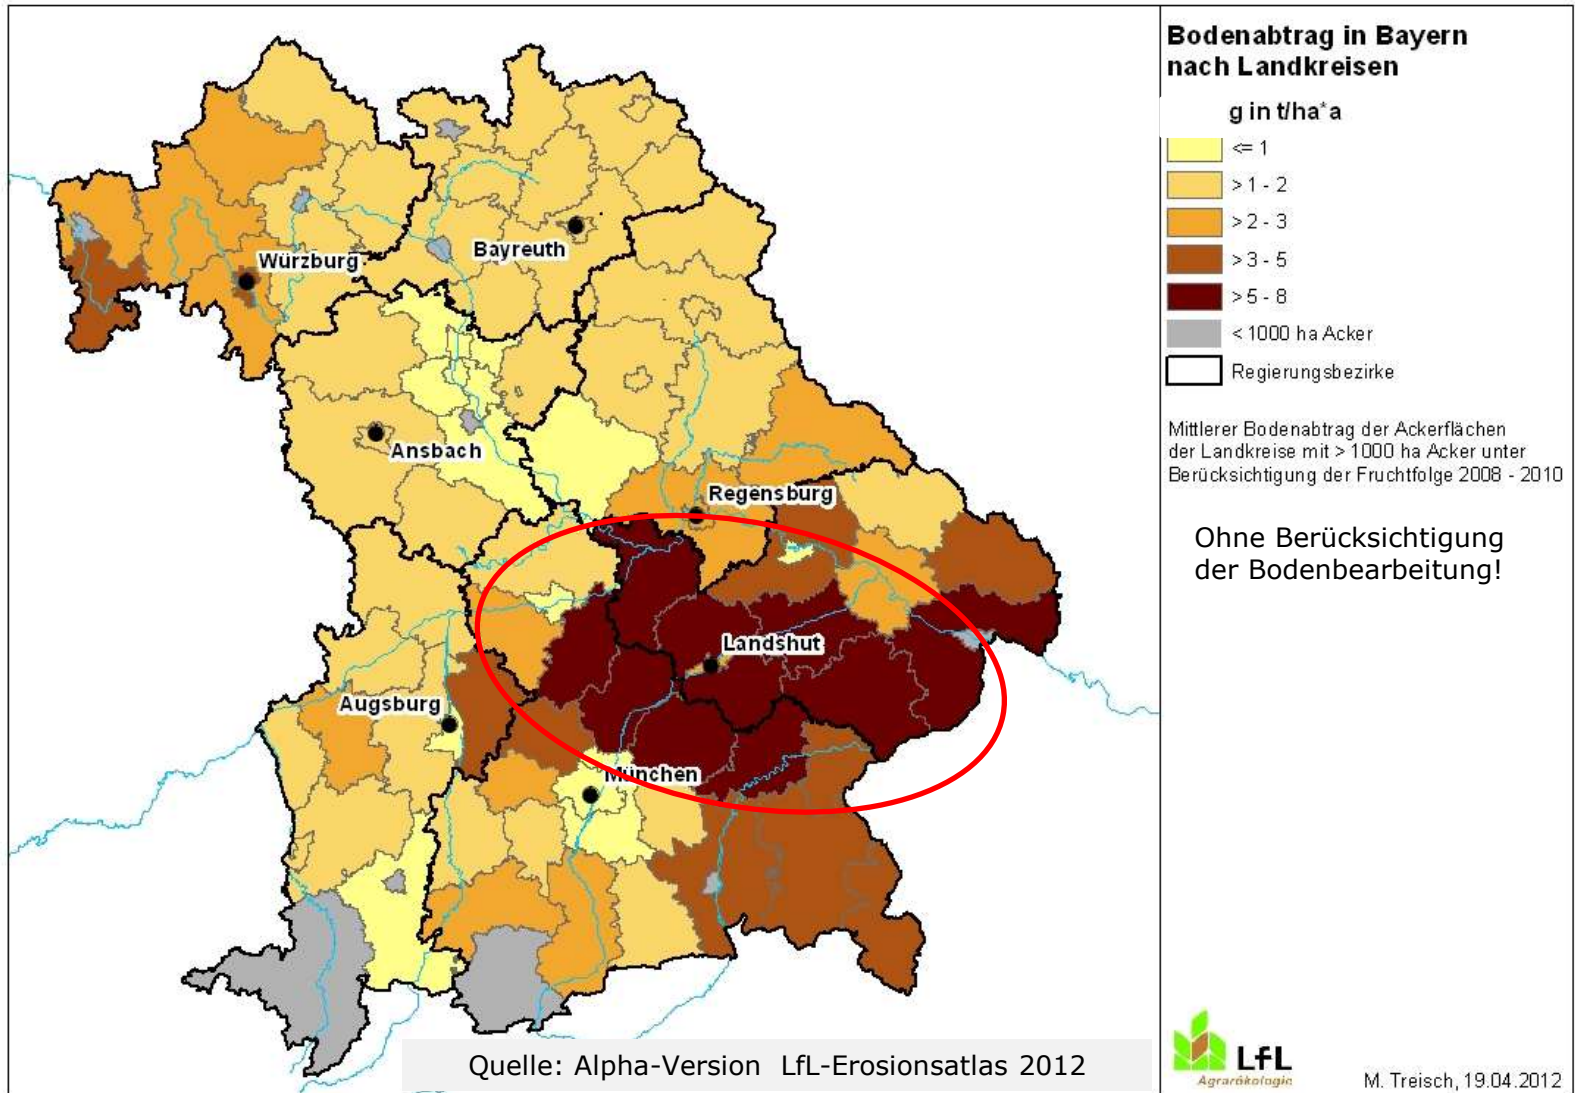 Bodenabtrag in Bayern
nach Landkreisen
g in t/ha*a
<= 1
> 1 - 2
> 2 - 3
> 3 - 5
> 5 - 8
< 1000 ha Acker
Regierungsbezirke
Mittlerer Bodenabtrag der Ackerflächen
der Landkreise mit > 1000 ha Acker unter
Berücksichtigung der Fruchtfolge 2008 - 2010
Ohne Berücksichtigung
der Bodenbearbeitung!
Würzburg
Bayreuth
Ansbach
Regensburg
Landshut
Augsburg
München
Quelle: Alpha-Version LfL-Erosionsatlas 2012
LfL
Agrarökologie
M. Treisch, 19.04.2012